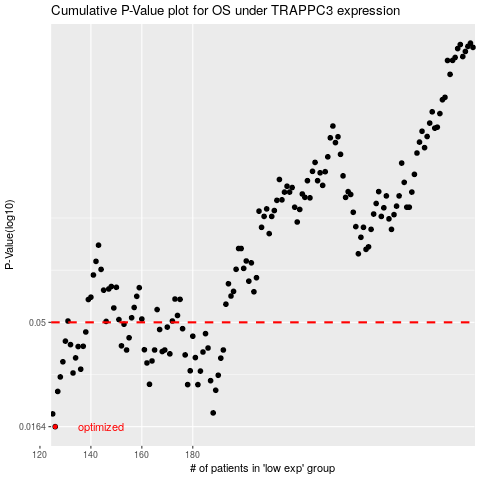 Cumulative P-Value plot for OS under TRAPPC3 expression
P-Value(log10)
0.05
0.0164
optimized
120 140 160 180
# of patients in 'low exp' group